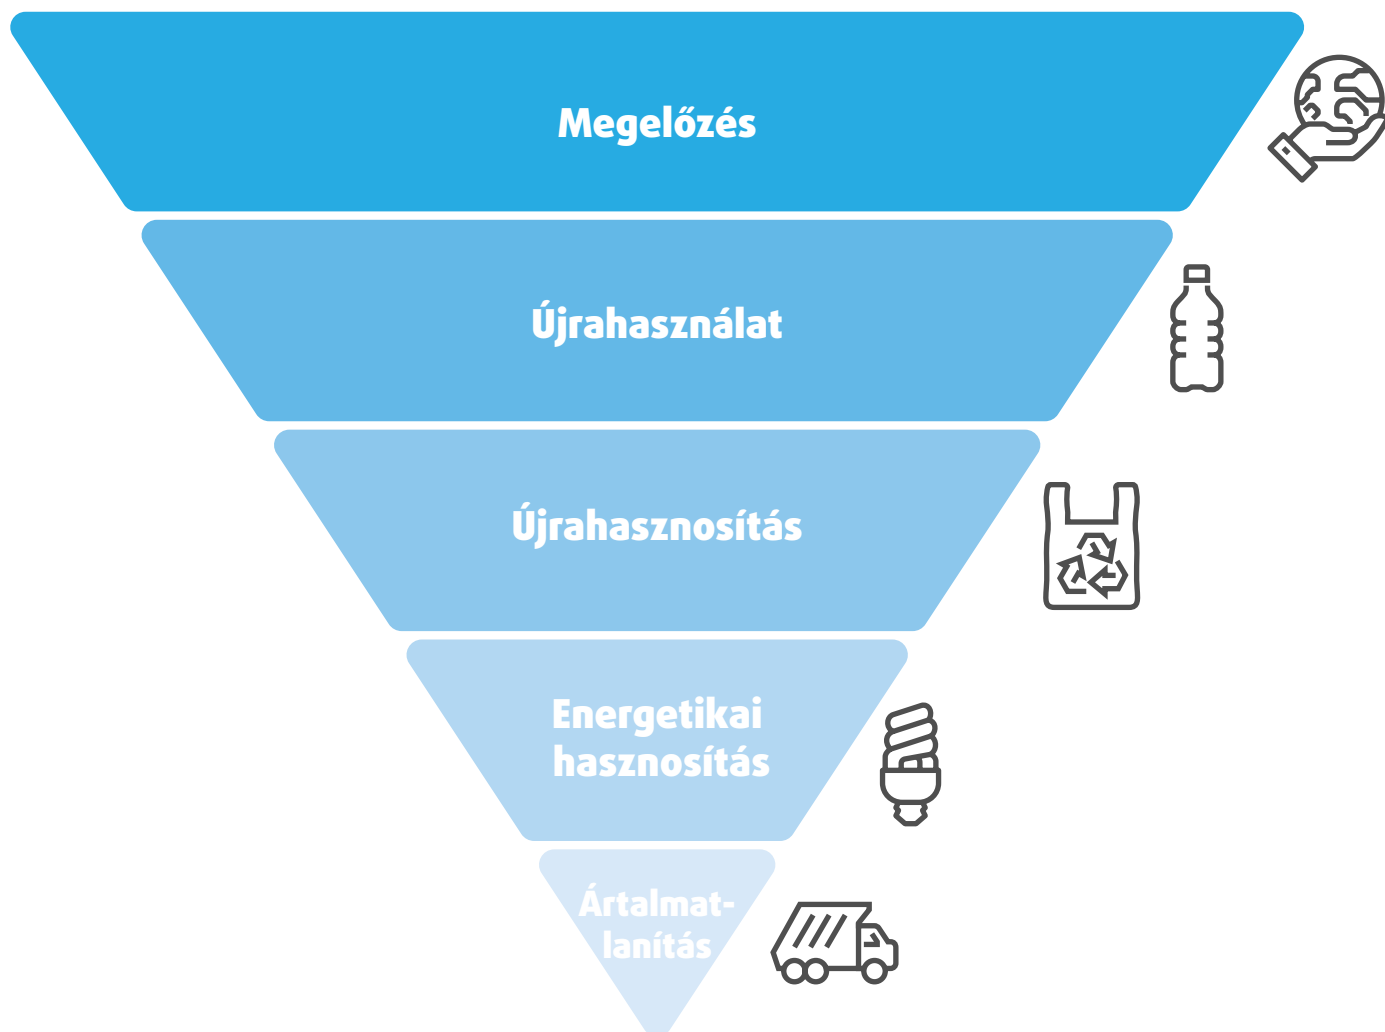 Megelőzés
Újrahasználat
Újrahasznosítás
Energetikai
hasznosítás
Ártalmat-
lanítás